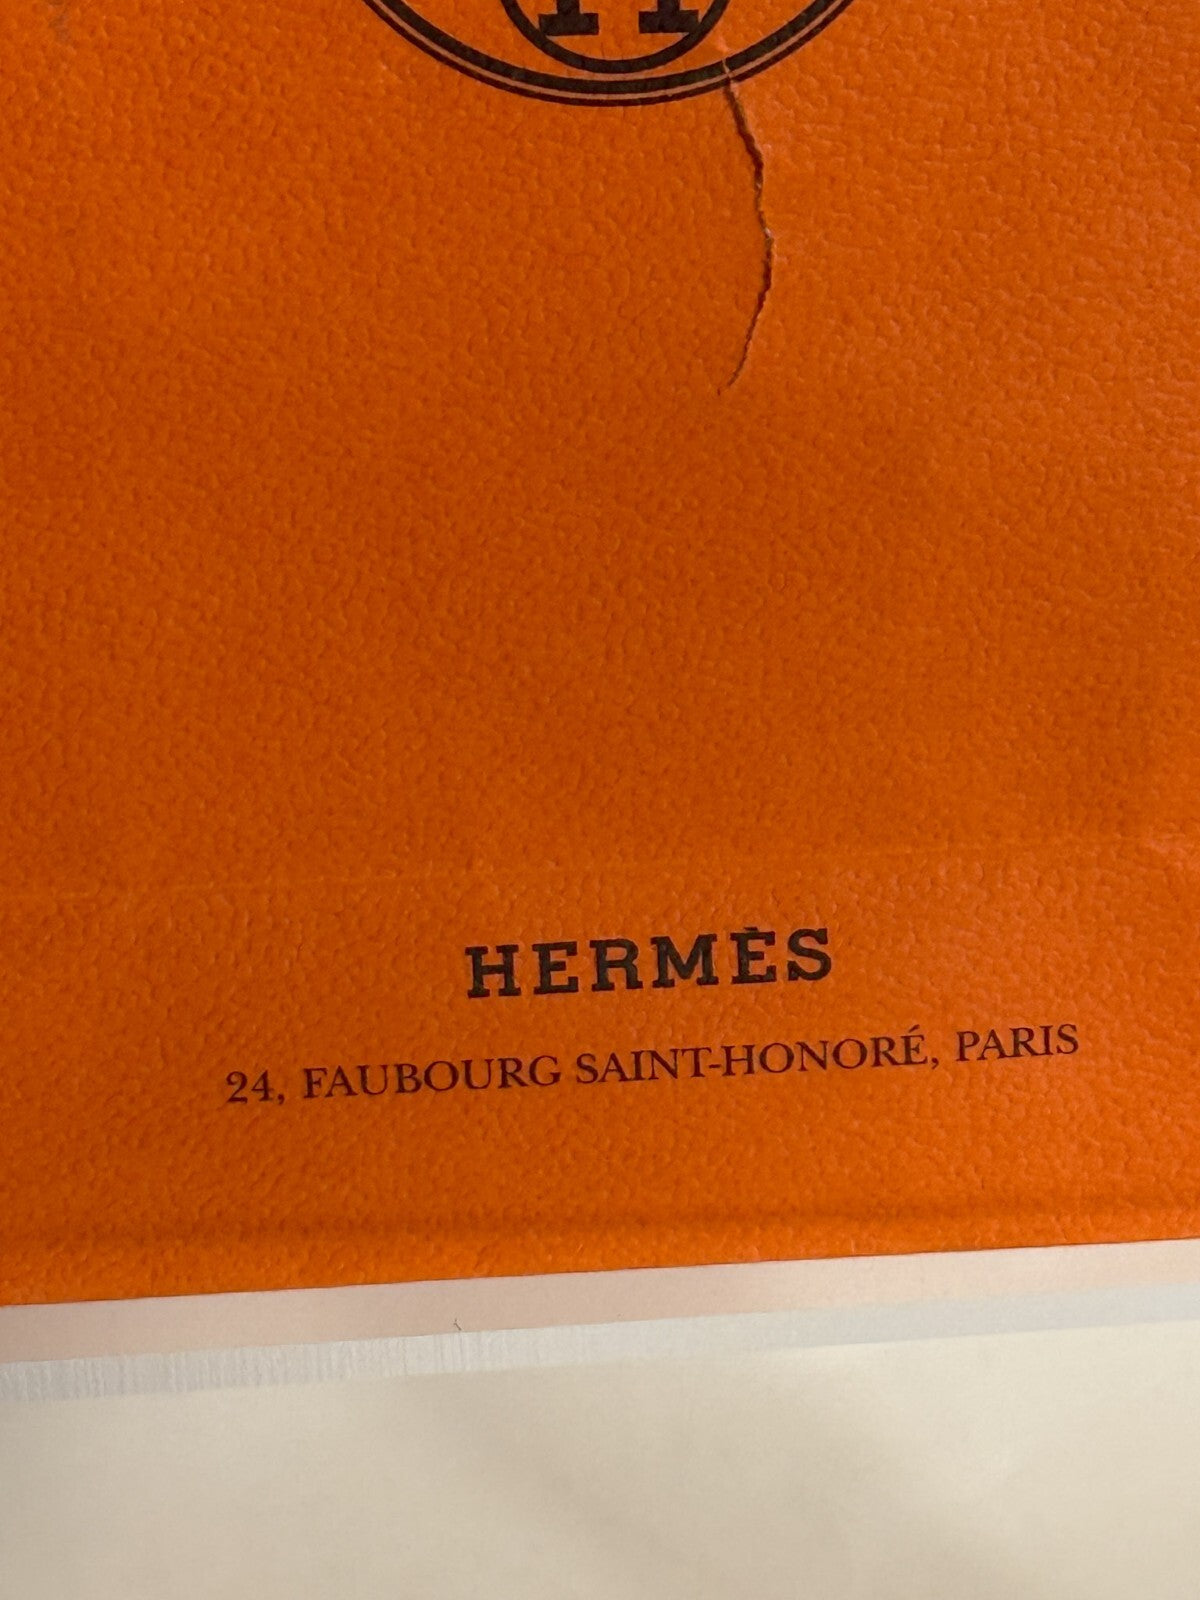 H
HERMÈS
24, FAUBOURG SAINT-HONORÉ, PARIS